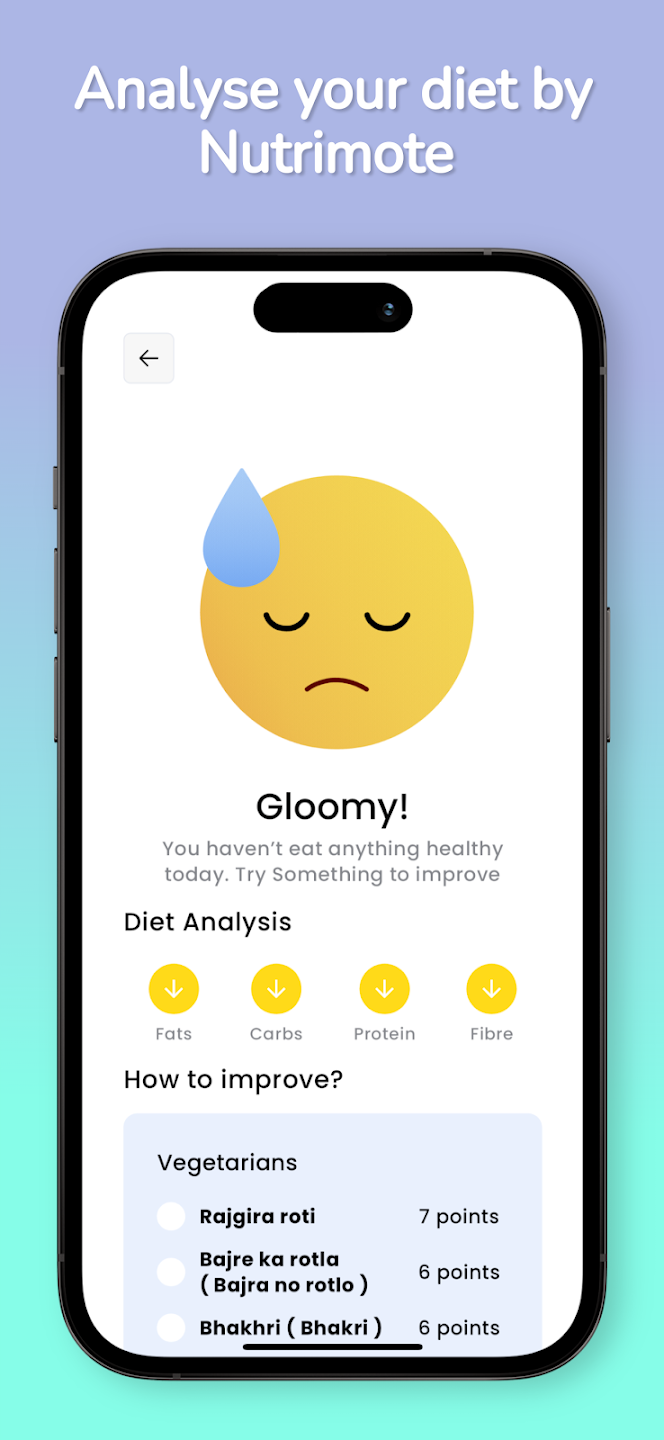 Analyse your diet by
Nutrimote
Gloomy!
You haven’t eat anything healthy
today. Try Something to improve
Diet Analysis
Fats Carbs Protein Fibre
How to improve?
Vegetarians
Rajgira roti 7 points
Bajre ka rotla
( Bajra no rotlo ) 6 points
Bhakhri ( Bhakri ) 6 points